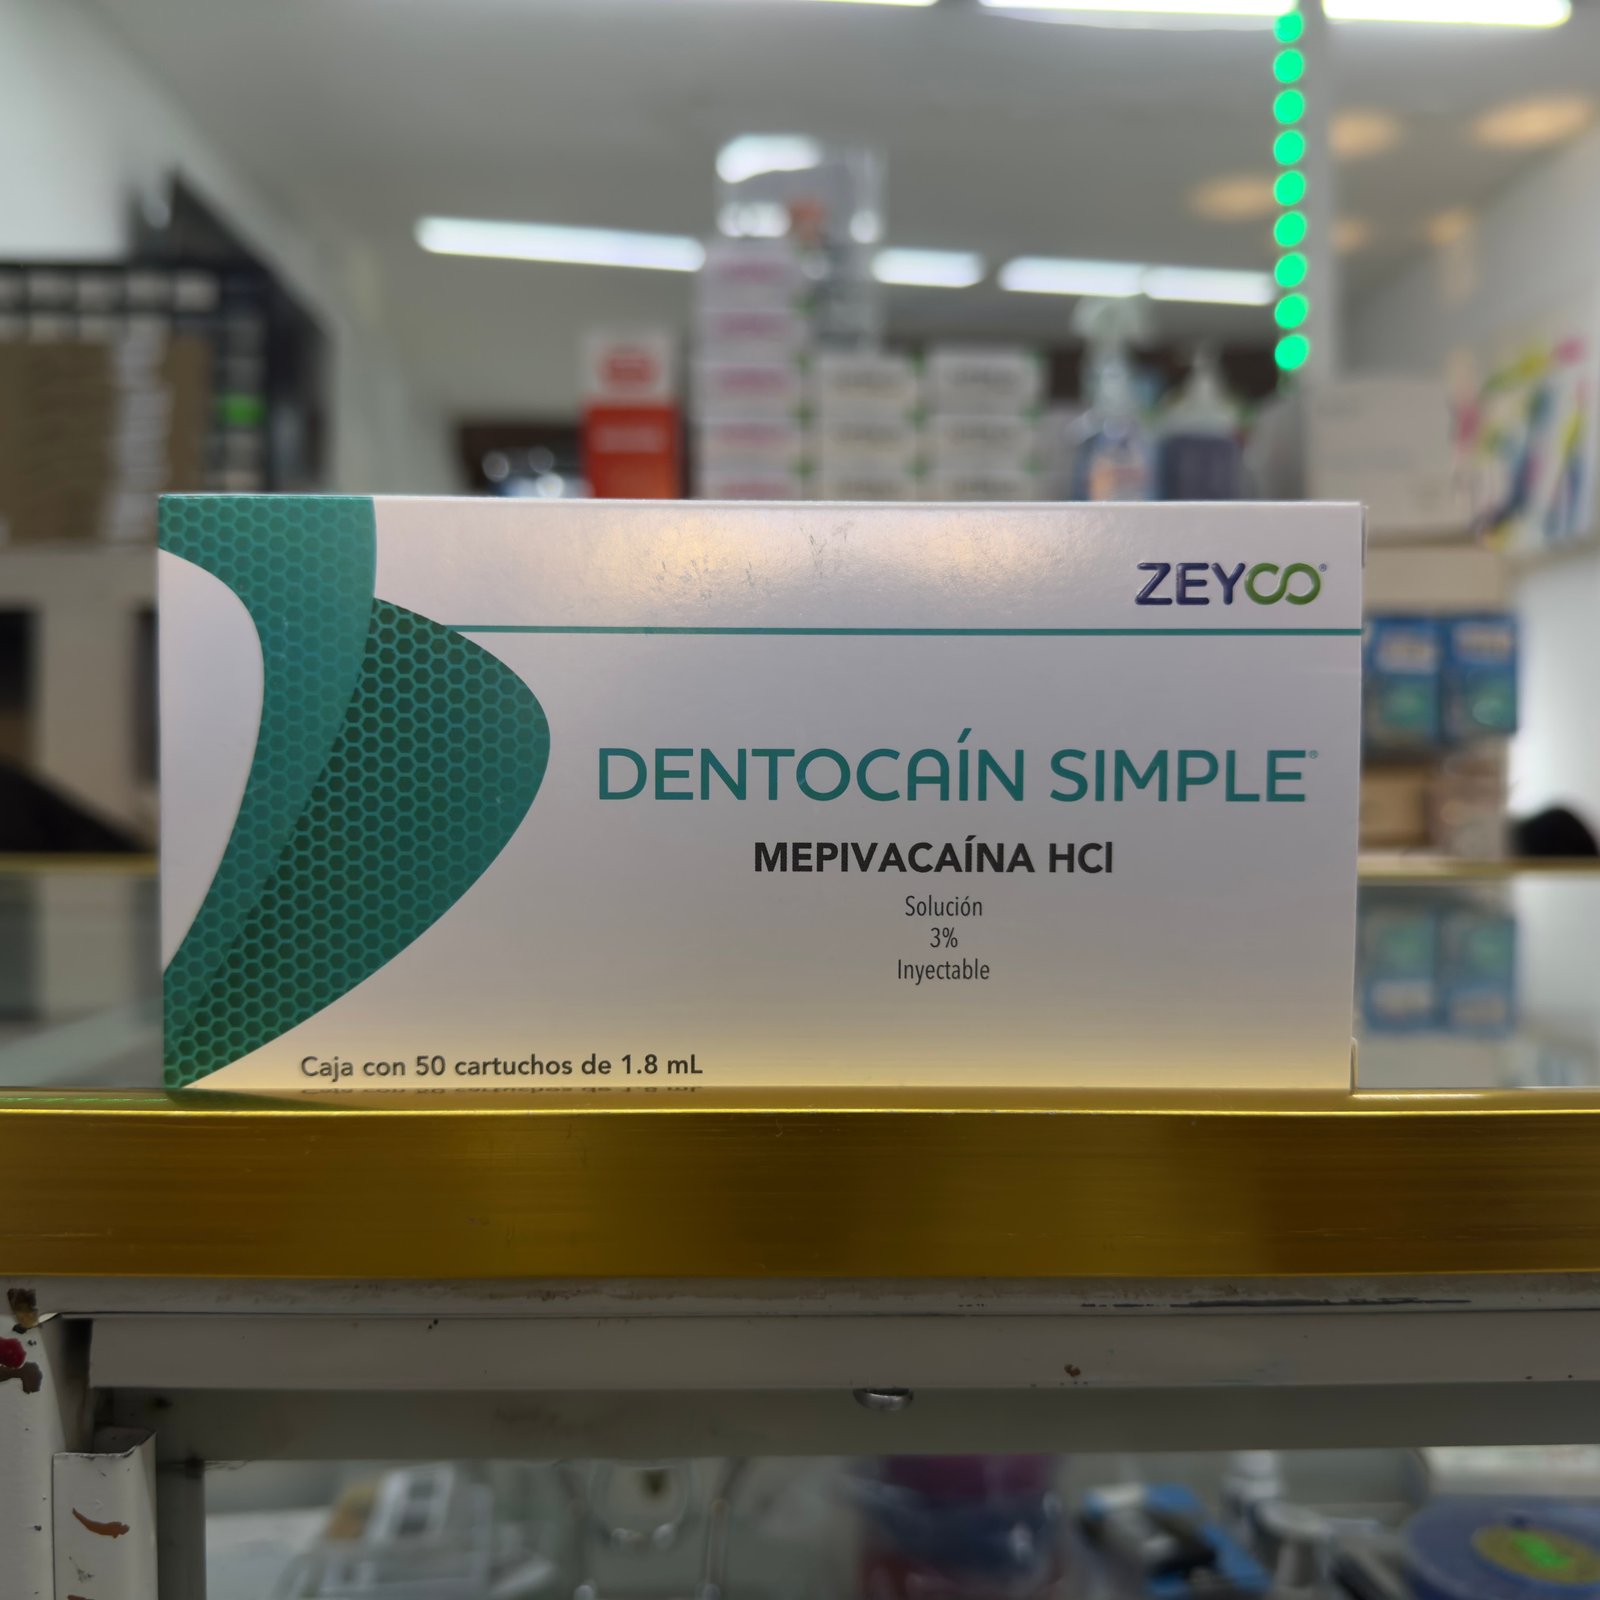 ZEYCO®
DENTOCAÍN SIMPLE®
MEPIVACAÍNA HCl
Solución
3%
Inyectable
Caja con 50 cartuchos de 1.8 mL